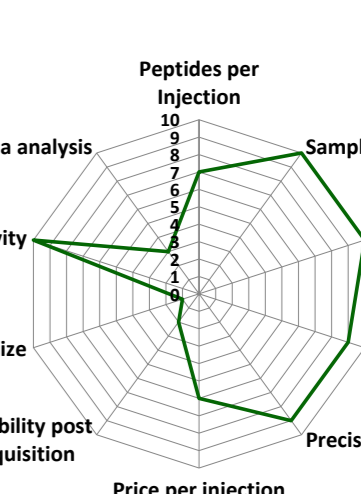 Peptides per
Injection
10
9
8
7
6
5
4
3
2
1
0
a analysis
Sampl
vity
ize
bility post
quisition
Precis
Price per injection